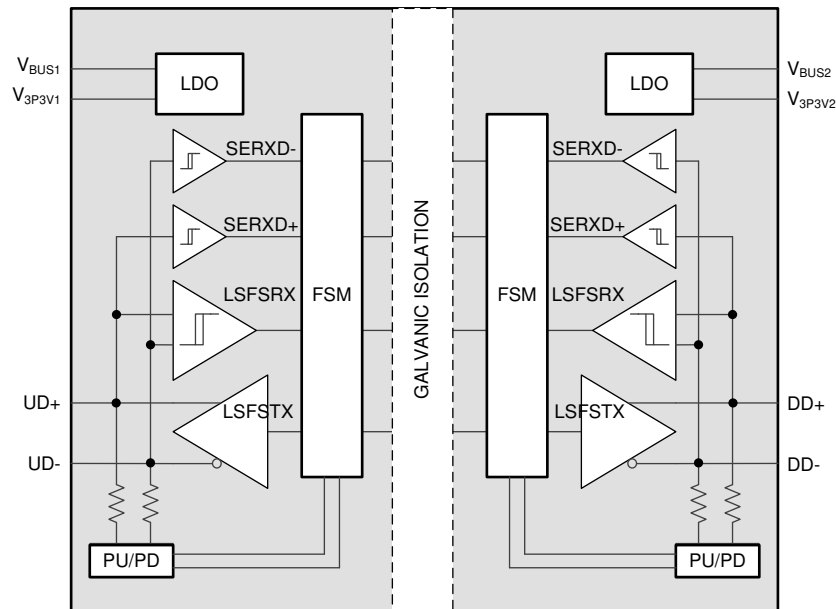 VBUS1
V3P3V1
LDO
SERXD-
SERXD+
LSFSRX
FSM
LSFSTX
UD+
UD-
PU/PD
GALVANIC ISOLATION
LDO
VBUS2
V3P3V2
SERXD-
SERXD+
LSFSRX
FSM
LSFSTX
DD+
DD-
PU/PD